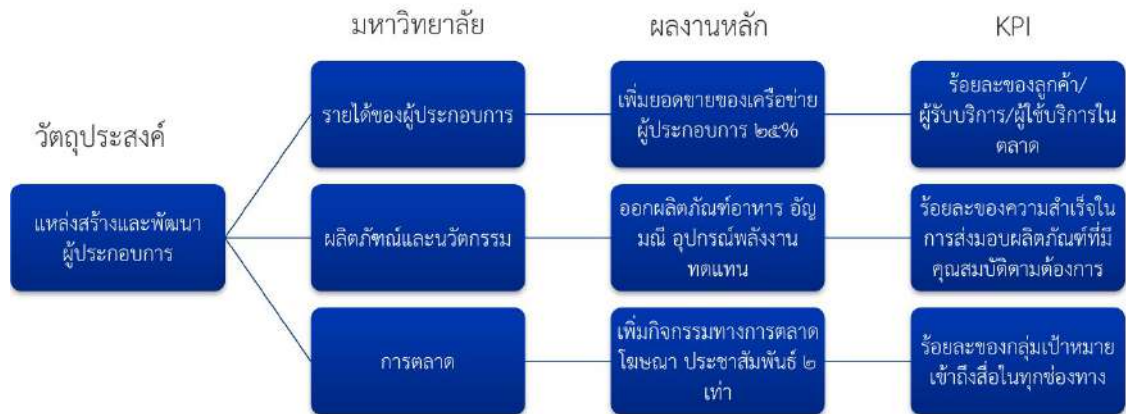 มหาวิทยาลัย
ผลงานหลัก
KPI
วัตถุประสงค์
แหล่งสร้างและพัฒนา
ผู้ประกอบการ
รายได้ของผู้ประกอบการ
เพิ่มยอดขายของเครือข่าย
ผู้ประกอบการ ๒๕%
ร้อยละของลูกค้า/
ผู้รับบริการ/ผู้ใช้บริการใน
ตลาด
ผลิตภัฑณ์และนวัตกรรม
ออกผลิตภัณฑ์อาหาร อัญ
มณี อุปกรณ์พลังงาน
ทดแทน
ร้อยละของความสำเร็จใน
การส่งมอบผลิตภัณฑ์ที่มี
คุณสมบัติตามต้องการ
การตลาด
เพิ่มกิจกรรมทางการตลาด
โฆษณา ประชาสัมพันธ์ ๒
เท่า
ร้อยละของกลุ่มเป้าหมาย
เข้าถึงสื่อในทุกช่องทาง